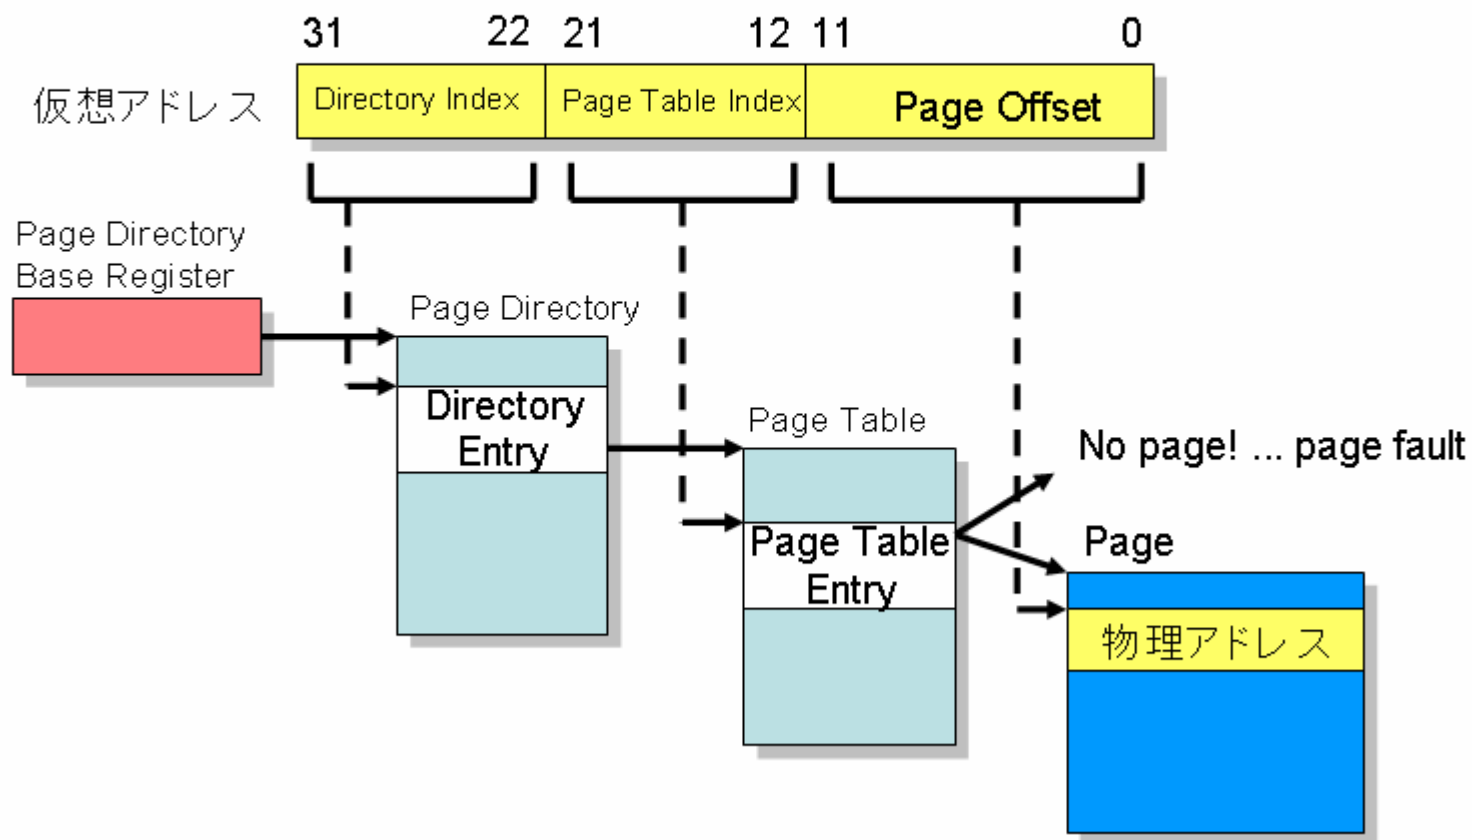 31 22 21 12 11 0
仮想アドレス Directory Index Page Table Index Page Offset
Page Directory
Base Register
Page Directory
Directory
Entry
Page Table
No page! ... page fault
Page Table
Entry
Page
物理アドレス